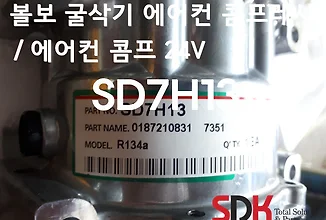 볼보 굴삭기 에어컨 콤프레
/ 에어컨 콤프 24V
SD7H13
PART NO. SD7H13
PART NAME. 0187210831 7351
MODEL. R134a Q'TY
SDK
Total Solu